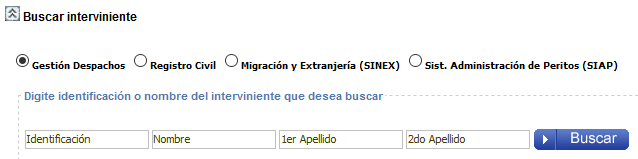 Buscar interviniente
Gestión Despachos Registro Civil Migración y Extranjería (SINEX) Sist. Administración de Peritos (SIAP)
Digite identificación o nombre del interviniente que desea buscar
Identificación Nombre 1er Apellido 2do Apellido Buscar